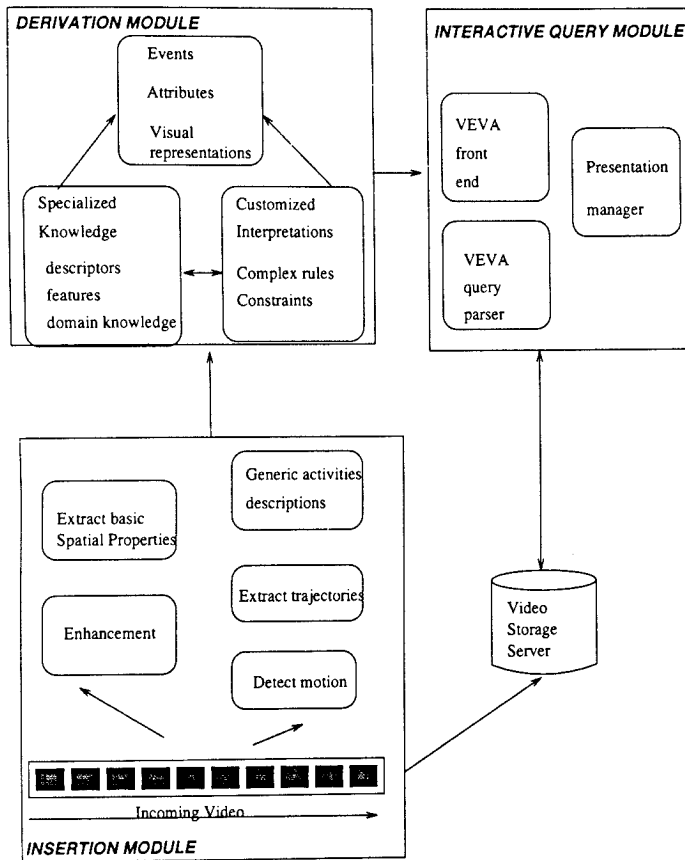 DERIVATION MODULE
Events
Attributes
Visual
representations
Specialized
Knowledge
descriptors
features
domain knowledge
Customized
Interpretations
Complex rules
Constraints
INTERACTIVE QUERY MODULE
VEVA
front
end
Presentation
manager
VEVA
query
parser
Generic activities
descriptions
Extract basic
Spatial Properties
Extract trajectories
Enhancement
Detect motion
Incoming Video
INSERTION MODULE
Video
Storage
Server